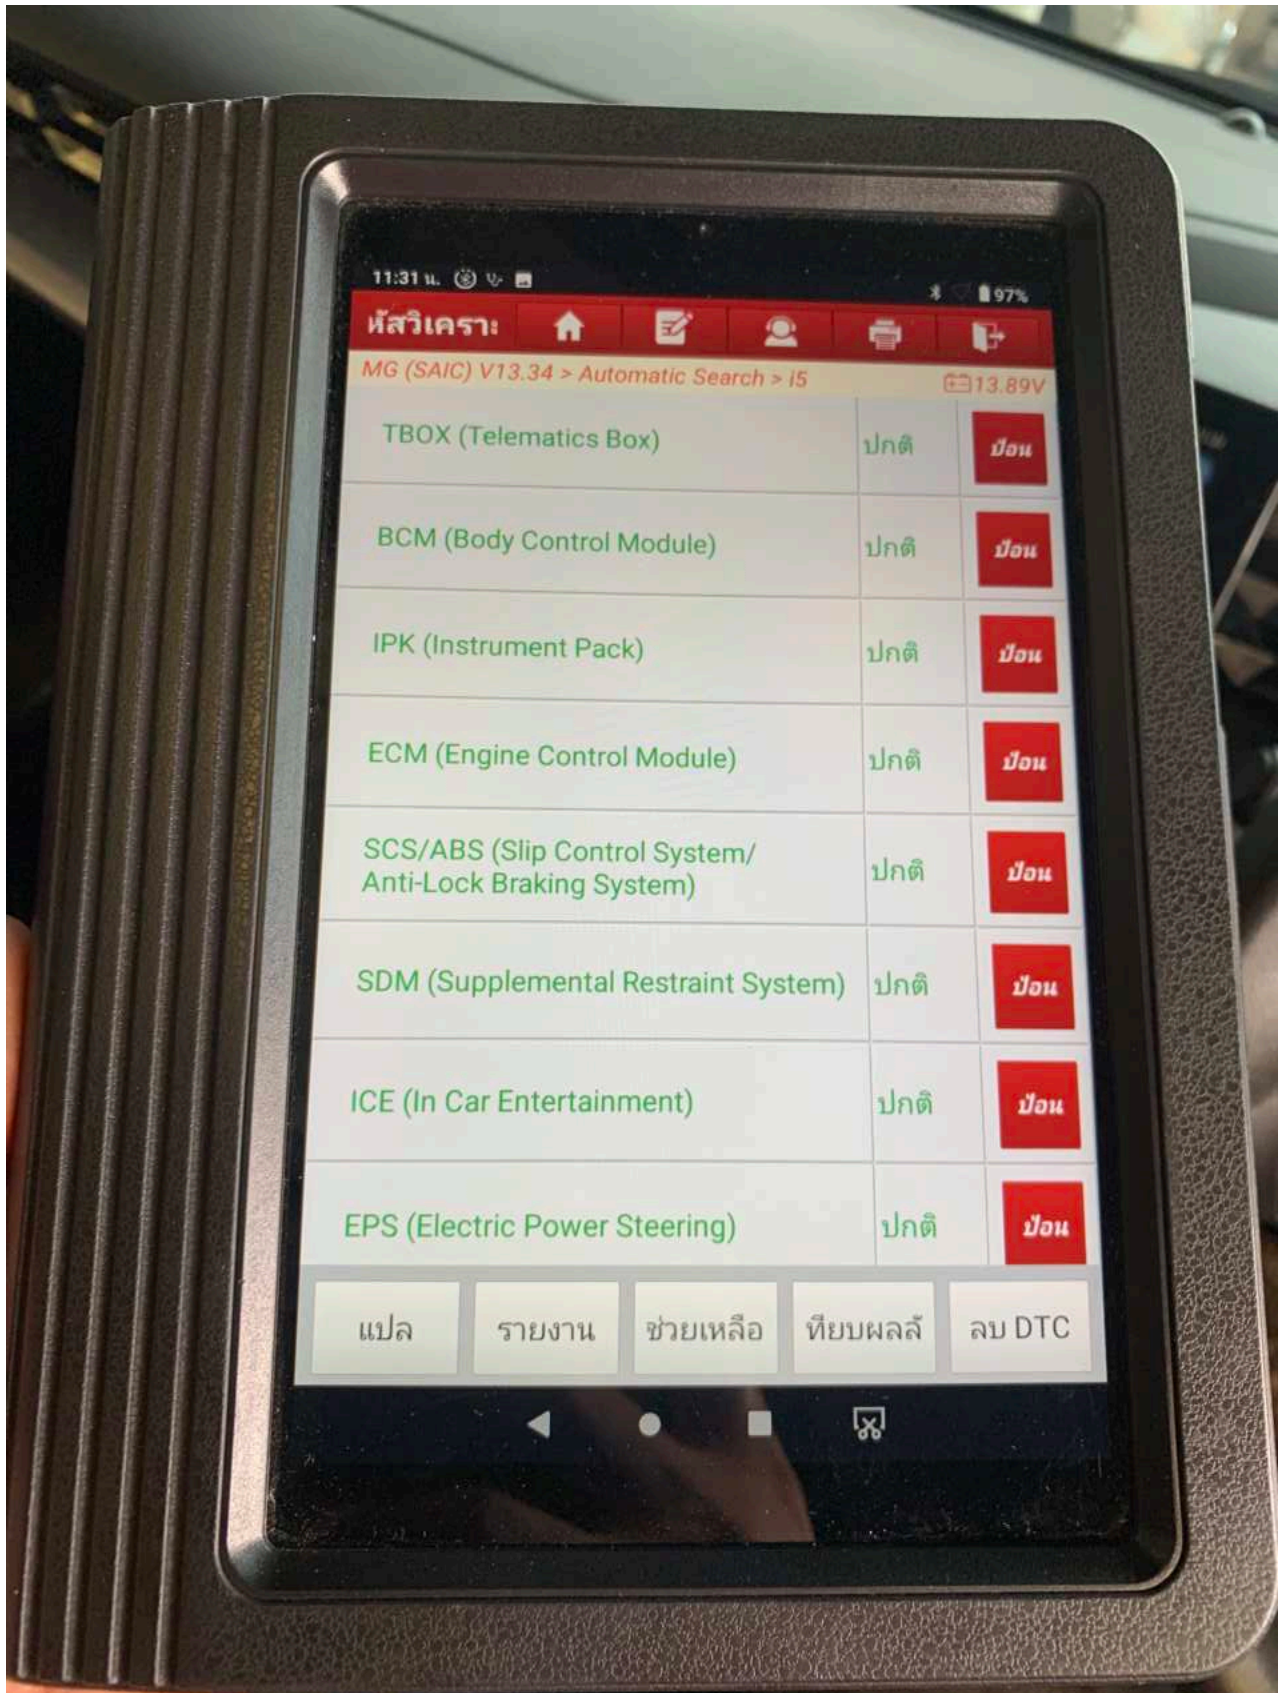 11:31 น.
97%
หัสวิเคราะ
MG (SAIC) V13.34 > Automatic Search > i5
13.89V
TBOX (Telematics Box) ปกติ ป้อน
BCM (Body Control Module) ปกติ ป้อน
IPK (Instrument Pack) ปกติ ป้อน
ECM (Engine Control Module) ปกติ ป้อน
SCS/ABS (Slip Control System/
Anti-Lock Braking System) ปกติ ป้อน
SDM (Supplemental Restraint System) ปกติ ป้อน
ICE (In Car Entertainment) ปกติ ป้อน
EPS (Electric Power Steering) ปกติ ป้อน
แปล รายงาน ช่วยเหลือ ทียบผลลั ลบ DTC